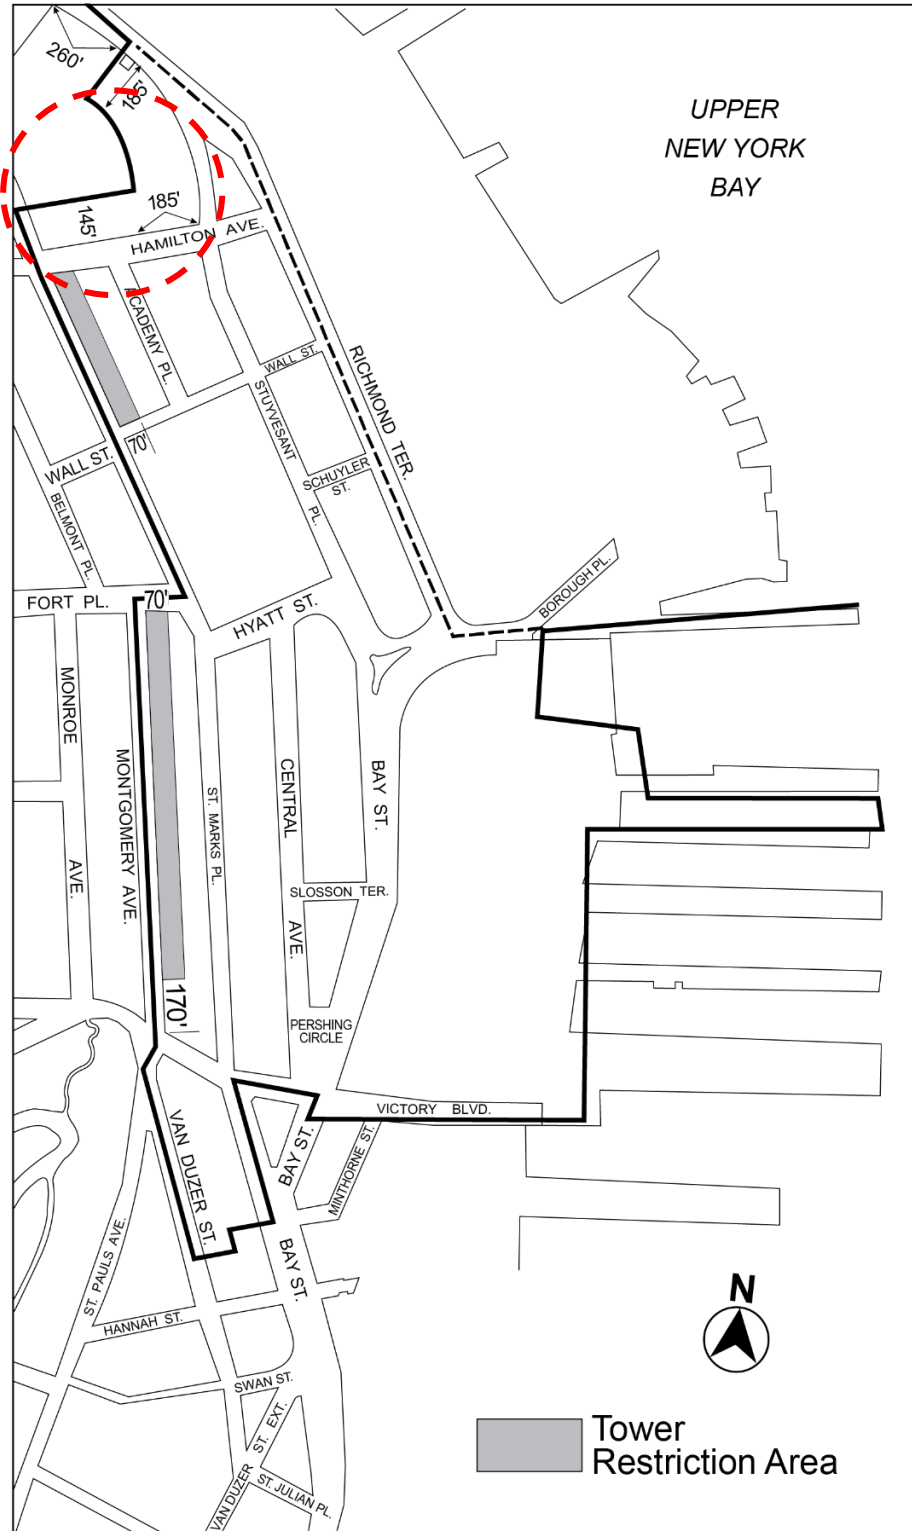 260'
185'
UPPER
NEW YORK
BAY
185'
145'
HAMILTON AVE.
ACADEMY PL.
WALL ST.
RICHMOND TER.
STUYVESANT
PL.
70'
WALL ST.
SCHUYLER
ST.
BELMONT PL.
BOROUGH PL.
FORT PL.
70'
HYATT ST.
MONROE
AVE.
MONTGOMERY AVE.
ST. MARKS PL.
CENTRAL
AVE.
BAY ST.
SLOSSON TER.
170'
PERSHING
CIRCLE
VICTORY BLVD.
VAN DUZER ST.
BAY ST.
MINTHORNE ST.
ST. PAULS AVE.
BAY ST.
HANNAH ST.
N
SWAN ST.
VAN DUZER ST. EXT.
ST. JULIAN PL.
Tower
Restriction Area